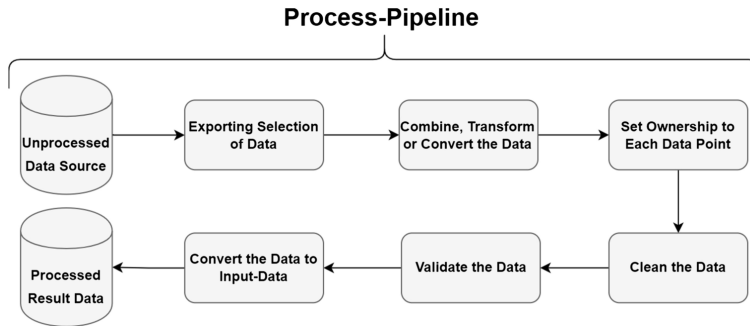 Process-Pipeline
Unprocessed
Data Source
Exporting Selection
of Data
Combine, Transform
or Convert the Data
Set Ownership to
Each Data Point
Clean the Data
Validate the Data
Convert the Data to
Input-Data
Processed
Result Data